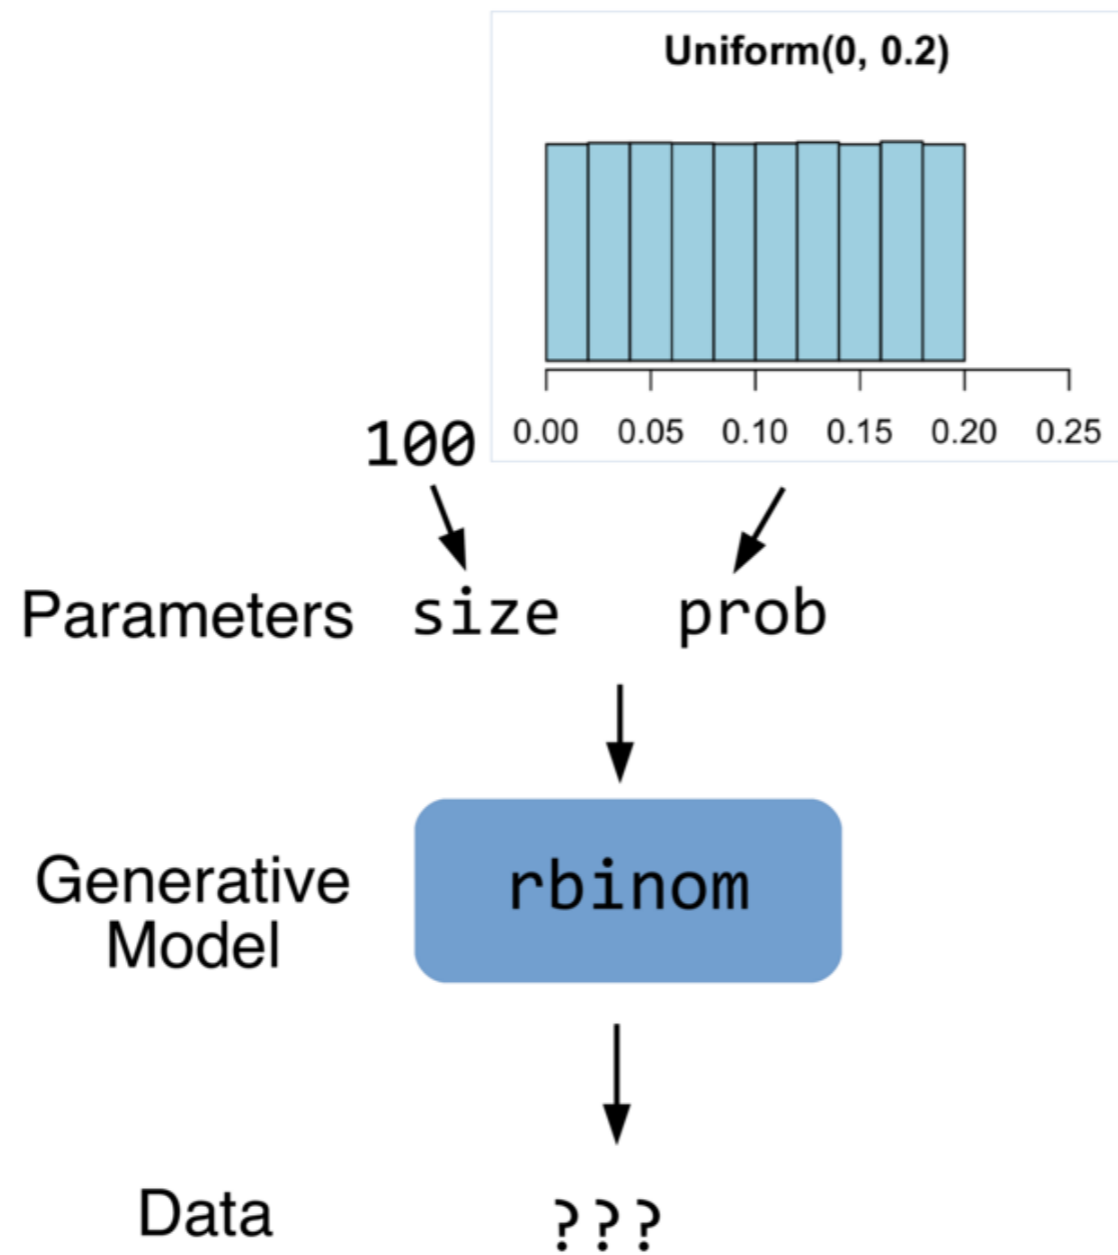 Uniform(0, 0.2)
0.00 0.05 0.10 0.15 0.20 0.25
100
Parameters size prob
Generative
Model
rbinom
Data ???